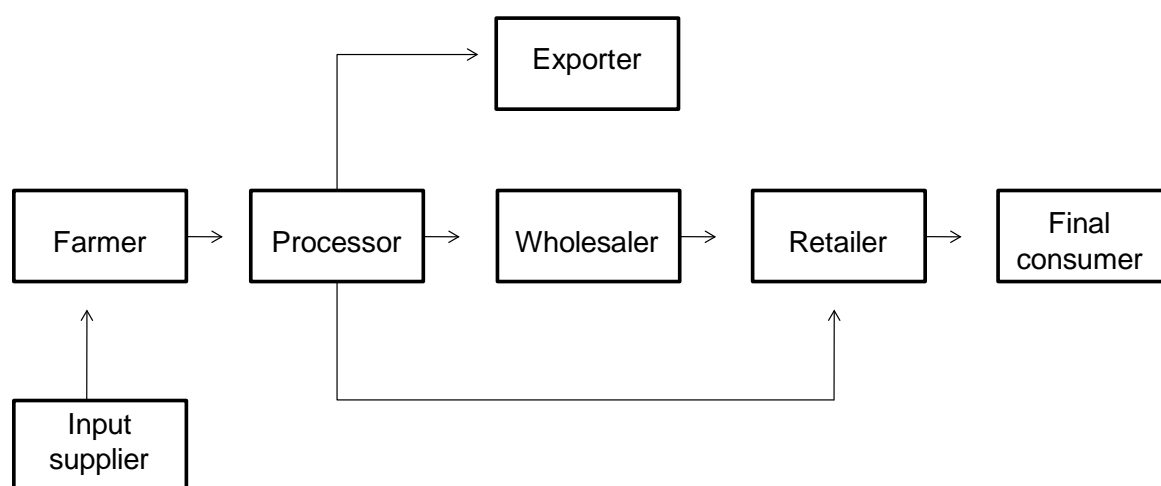 Exporter
Farmer
Processor
Wholesaler
Retailer
Final
consumer
Input
supplier